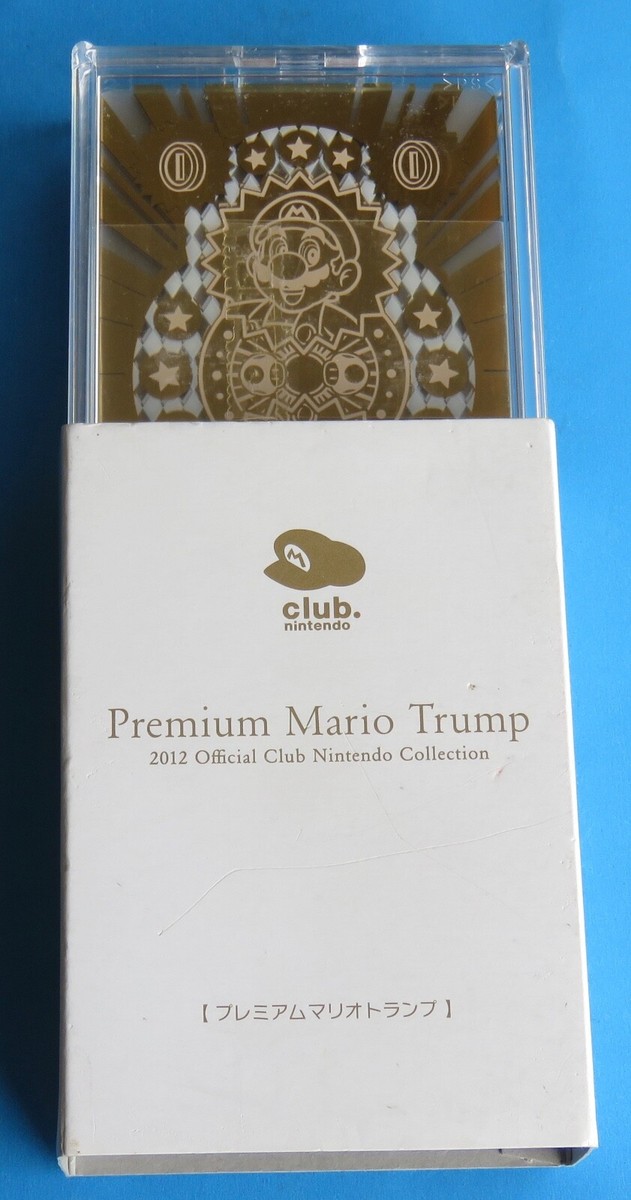 M
M
club.
nintendo
Premium Mario Trump
2012 Official Club Nintendo Collection
【プレミアムマリオトランプ】